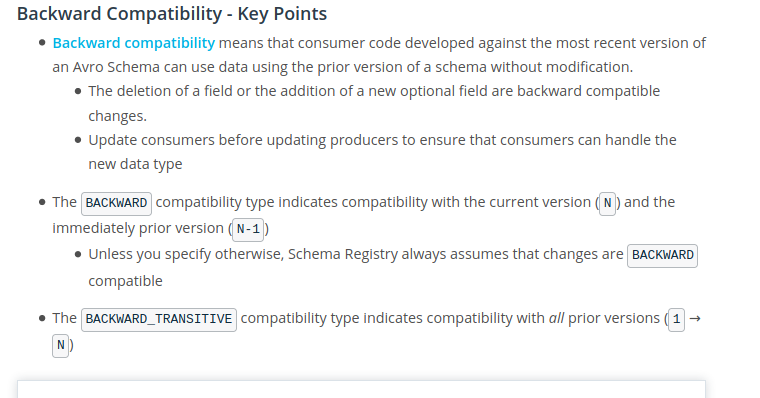 Backward Compatibility - Key Points
• Backward compatibility means that consumer code developed against the most recent version of
an Avro Schema can use data using the prior version of a schema without modification.
• The deletion of a field or the addition of a new optional field are backward compatible
changes.
• Update consumers before updating producers to ensure that consumers can handle the
new data type
• The BACKWARD compatibility type indicates compatibility with the current version (N) and the
immediately prior version (N-1)
• Unless you specify otherwise, Schema Registry always assumes that changes are BACKWARD
compatible
• The BACKWARD_TRANSITIVE compatibility type indicates compatibility with all prior versions (1 →
N)